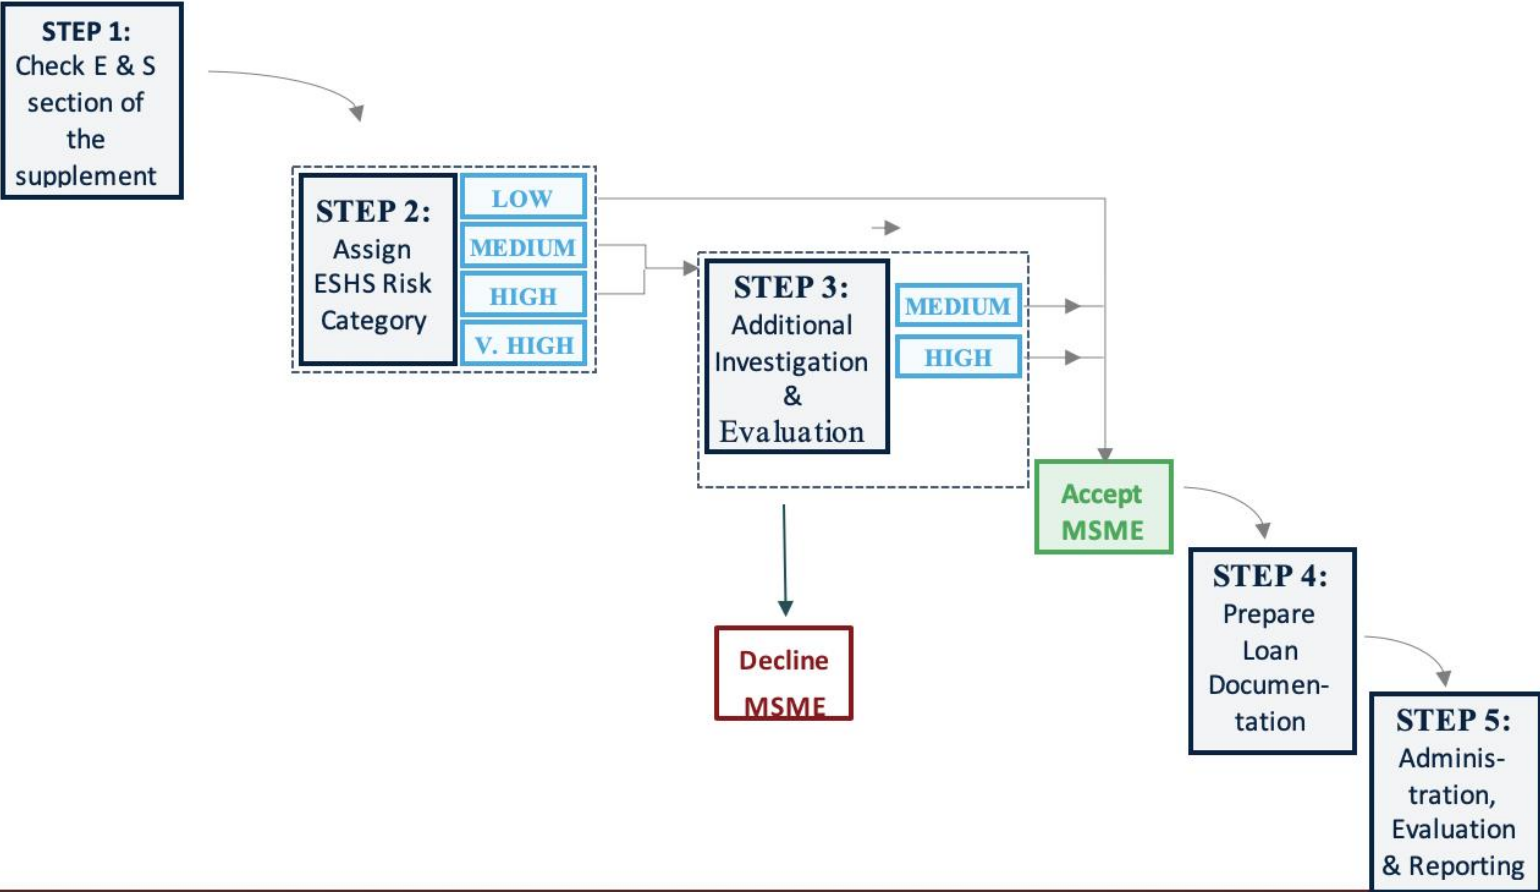 STEP 1:
Check E & S
section of
the
supplement
STEP 2:
Assign
ESHS Risk
Category
LOW
MEDIUM
HIGH
V. HIGH
STEP 3:
Additional
Investigation
&
Evaluation
MEDIUM
HIGH
Accept
MSME
Decline
MSME
STEP 4:
Prepare
Loan
Documen-
tation
STEP 5:
Adminis-
tration,
Evaluation
& Reporting